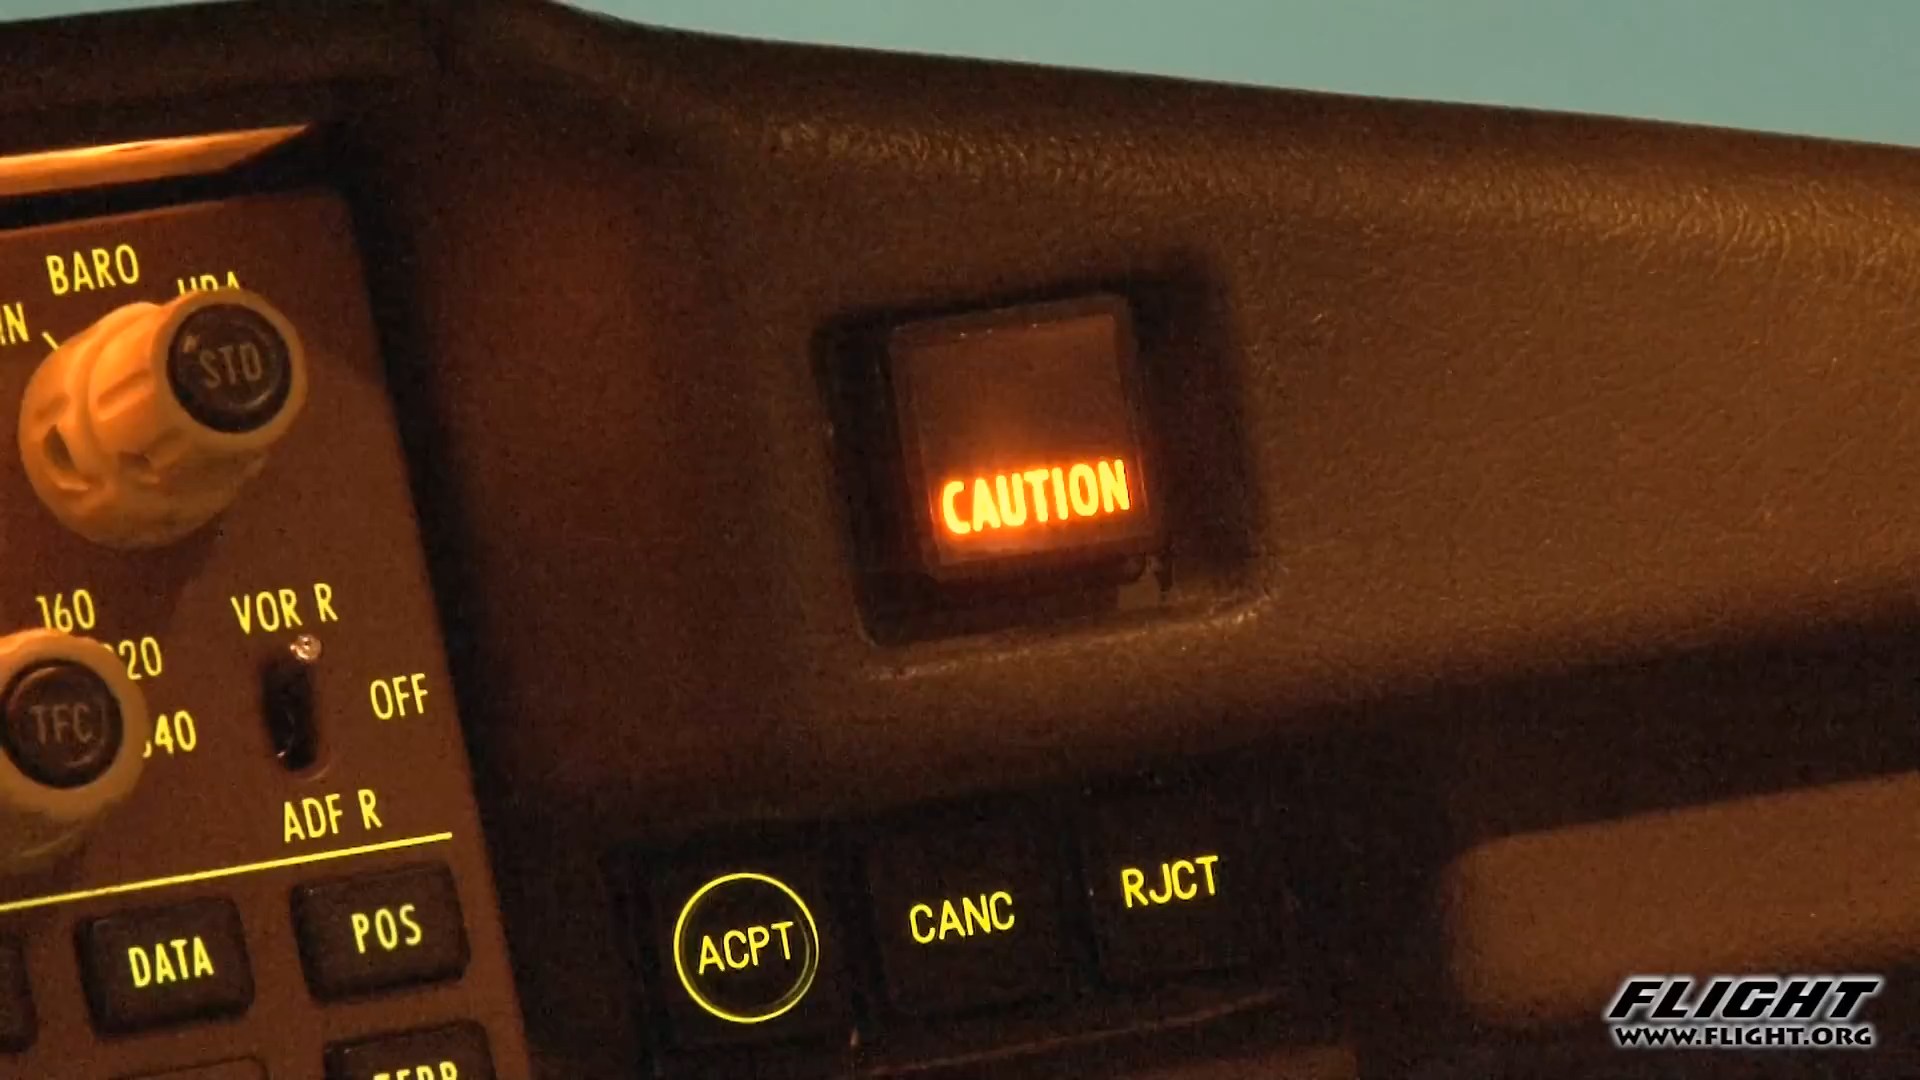 BARO
STD
160
VOR R
20
OFF
TFC
40
ADF R
CAUTION
DATA
POS
ACPT
CANC
RJCT
FLIGHT
WWW.FLIGHT.ORG